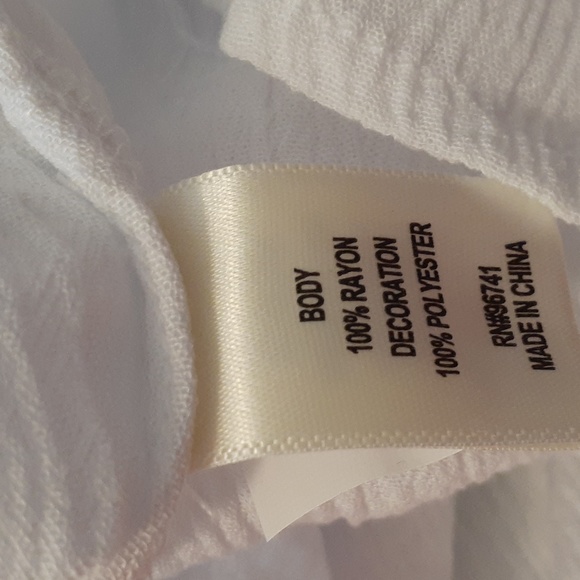 BODY
100% RAYON
DECORATION
100% POLYESTER
RN#96741
MADE IN CHINA